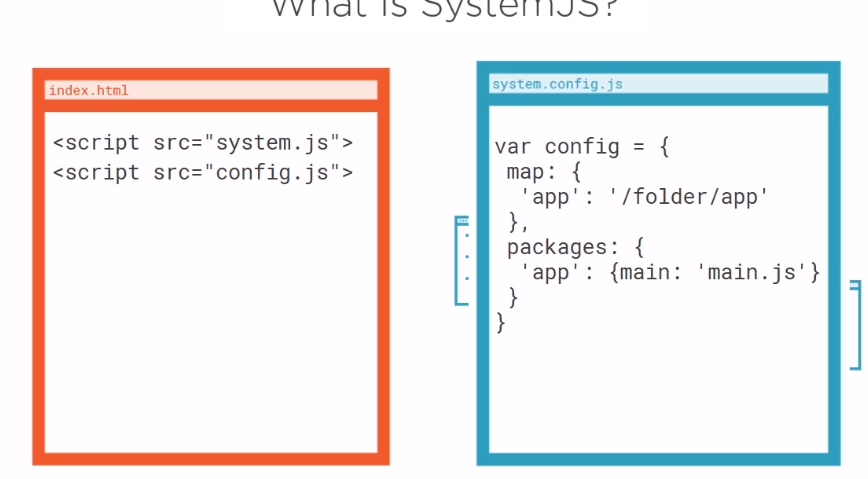 What is SystemJS?
index.html
<script src="system.js">
<script src="config.js">
system.config.js
var config = {
map: {
'app': '/folder/app'
},
packages: {
'app': {main: 'main.js'}
}
}